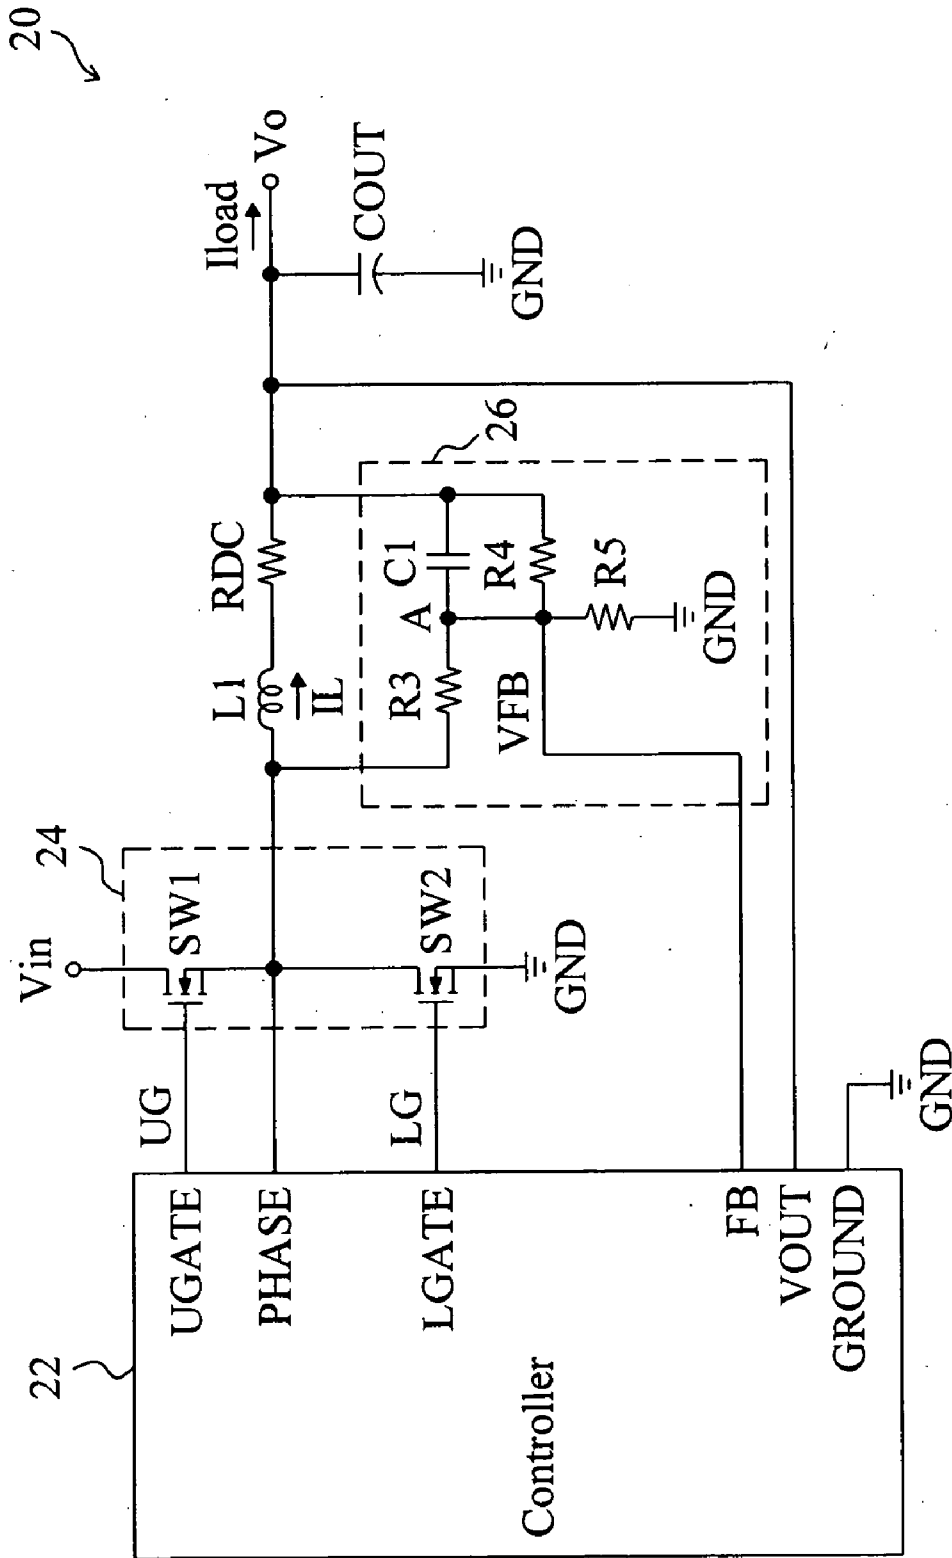 20
Vin
24
SW1
SW2
GND
UG
LG
22
UGATE
PHASE
LGATE
FB
VOUT
GROUND
Controller
GND
L1
IL
RDC
Iload
Vo
COUT
GND
26
R3
A
C1
R4
VFB
R5
GND